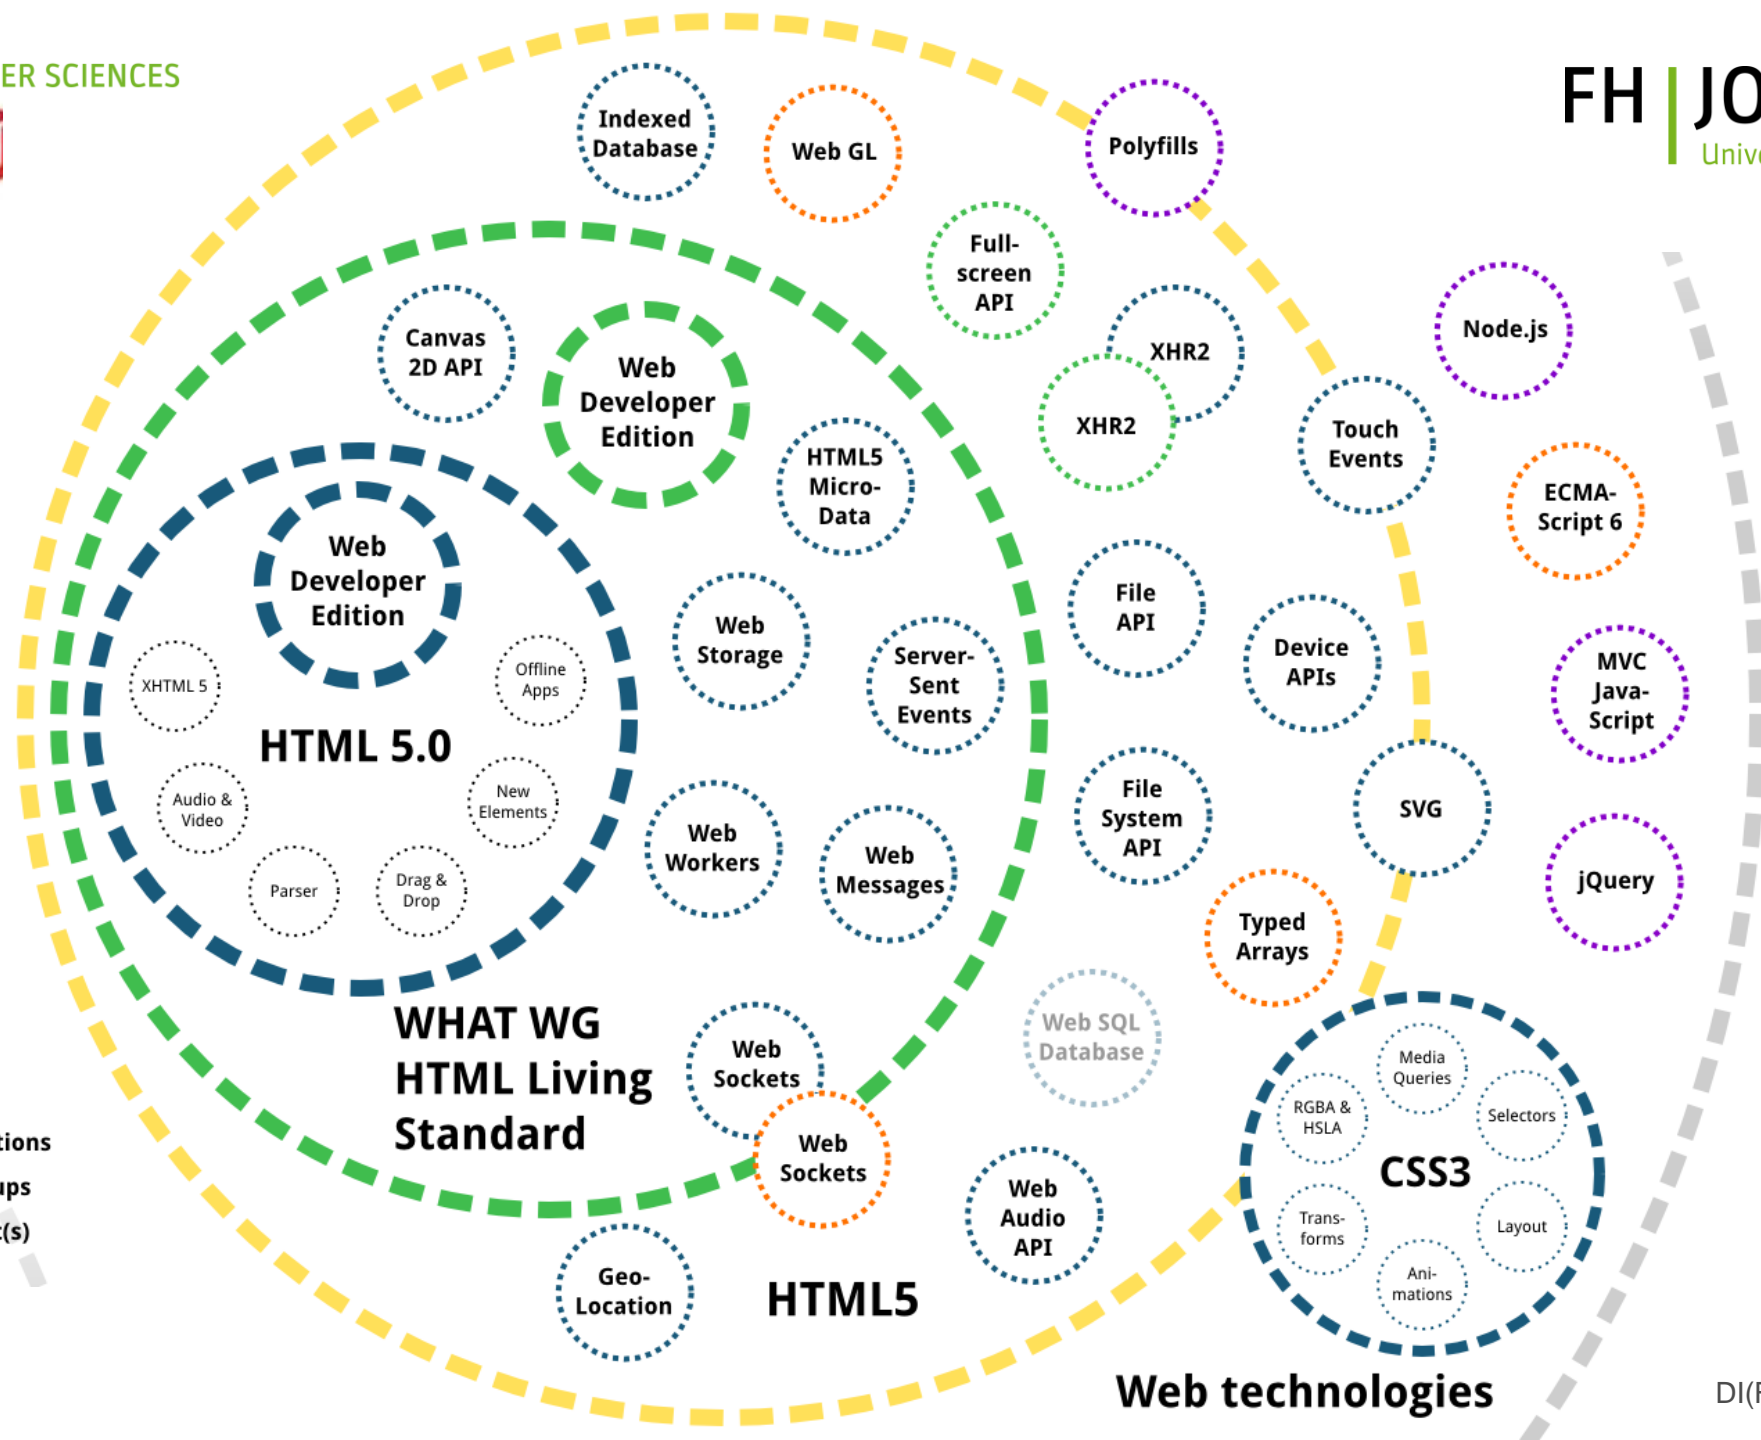 ER SCIENCES
FH
JO
Unive
Indexed
Database
Web GL
Polyfills
Full-
screen
API
Node.js
Canvas
2D API
Web
Developer
Edition
XHR2
XHR2
Touch
Events
HTML5
Micro-
Data
ECMA-
Script 6
Web
Developer
Edition
File
API
Device
APIs
Web
Storage
Server-
Sent
Events
MVC
Java-
Script
XHTML 5
Offline
Apps
HTML 5.0
Audio &
Video
New
Elements
Parser
Drag &
Drop
Web
Workers
Web
Messages
File
System
API
SVG
jQuery
Typed
Arrays
WHAT WG
HTML Living
Standard
Web
Sockets
Web
Sockets
Web SQL
Database
Media
Queries
RGBA &
HSLA
Selectors
CSS3
Trans-
forms
Layout
Ani-
mations
Web
Audio
API
Geo-
Location
HTML5
Web technologies
tions
ups
t(s)
DI(F